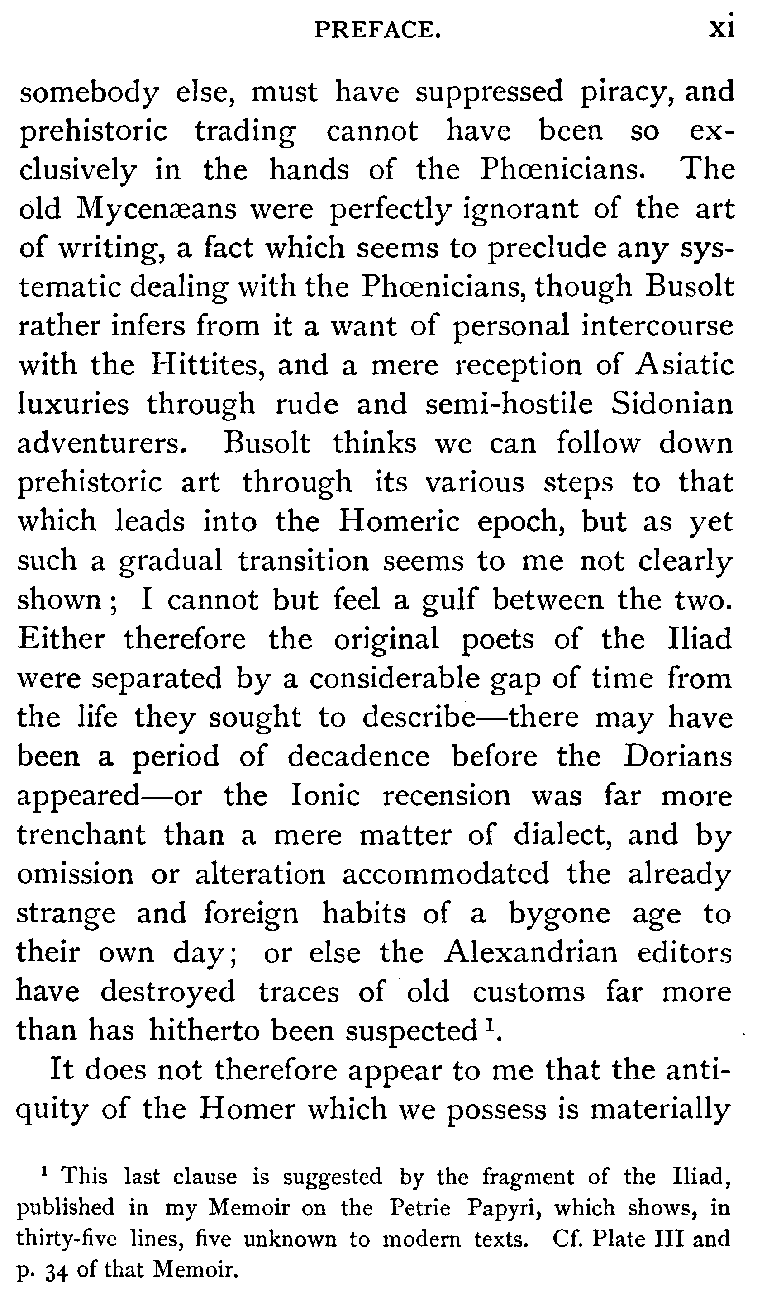 PREFACE. xi
somebody else, must have suppressed piracy, and
prehistoric trading cannot have been so ex-
clusively in the hands of the Phœnicians. The
old Mycenæans were perfectly ignorant of the art
of writing, a fact which seems to preclude any sys-
tematic dealing with the Phœnicians, though Busolt
rather infers from it a want of personal intercourse
with the Hittites, and a mere reception of Asiatic
luxuries through rude and semi-hostile Sidonian
adventurers. Busolt thinks we can follow down
prehistoric art through its various steps to that
which leads into the Homeric epoch, but as yet
such a gradual transition seems to me not clearly
shown; I cannot but feel a gulf between the two.
Either therefore the original poets of the Iliad
were separated by a considerable gap of time from
the life they sought to describe—there may have
been a period of decadence before the Dorians
appeared—or the Ionic recension was far more
trenchant than a mere matter of dialect, and by
omission or alteration accommodated the already
strange and foreign habits of a bygone age to
their own day; or else the Alexandrian editors
have destroyed traces of old customs far more
than has hitherto been suspected ¹.
It does not therefore appear to me that the anti-
quity of the Homer which we possess is materially
¹ This last clause is suggested by the fragment of the Iliad,
published in my Memoir on the Petrie Papyri, which shows, in
thirty-five lines, five unknown to modern texts. Cf. Plate III and
p. 34 of that Memoir.